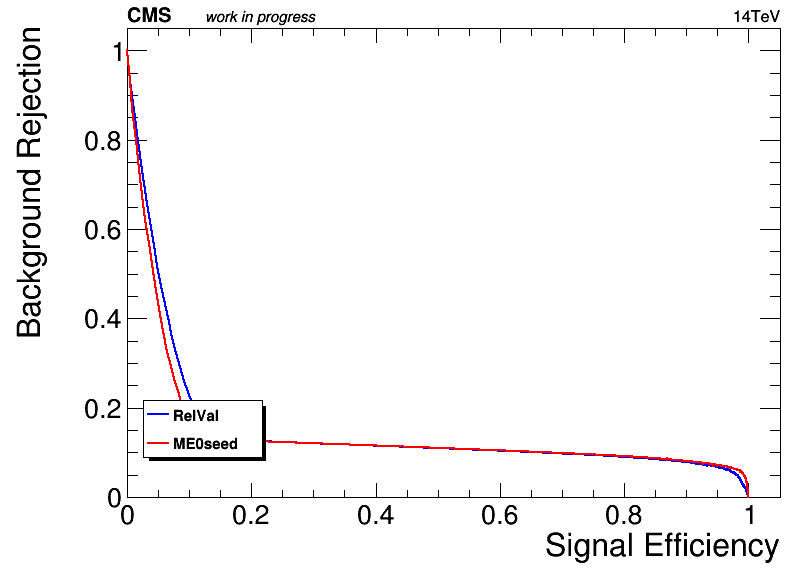 CMS work in progress 14TeV
Background Rejection
1
0.8
0.6
0.4
0.2
0
RelVal
ME0seed
0 0.2 0.4 0.6 0.8 1
Signal Efficiency